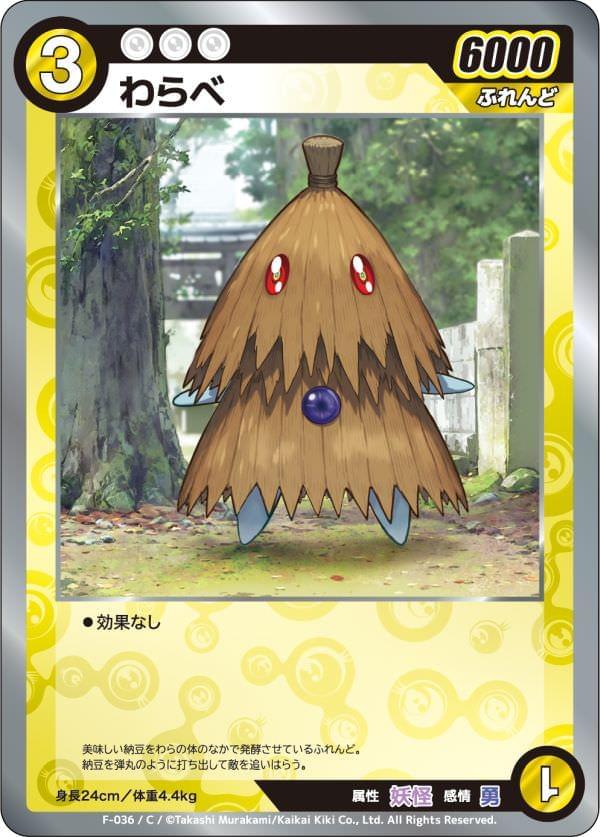 3
6000
わらべ
ふれんど
●効果なし
美味しい納豆をわらの体のなかで発酵させているふれんど。
納豆を弾丸のように打ち出して敵を追いはらう。
身長24cm／体重4.4kg
属性 妖怪 感情 勇
1
F-036 / C / ©Takashi Murakami/Kaikai Kiki Co., Ltd. All Rights Reserved.